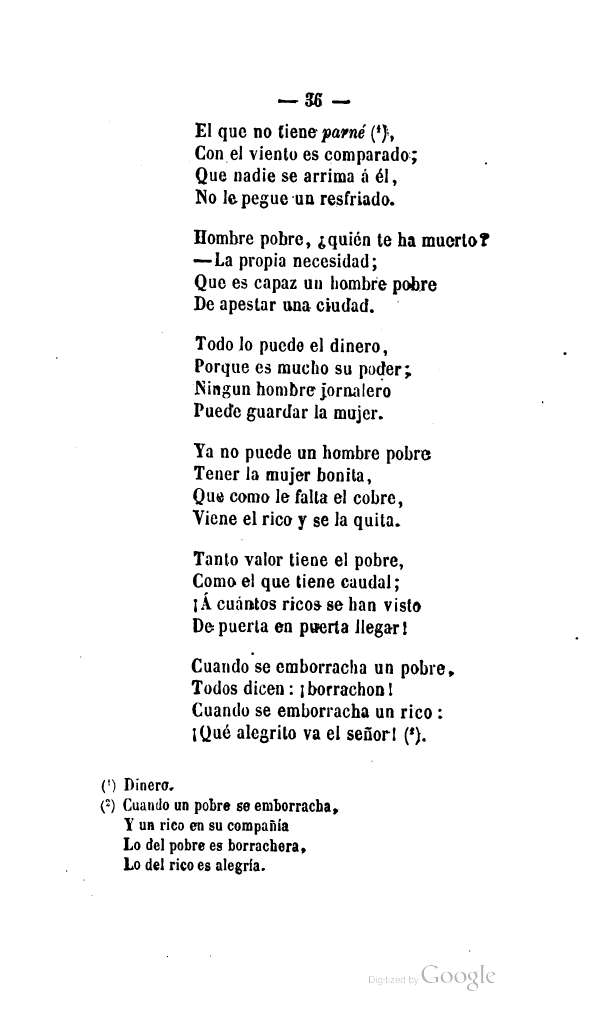 — 36 —
El que no tiene parné (¹),
Con el viento es comparado;
Que nadie se arrima á él,
No le pegue un resfriado.
Hombre pobre, ¿quién te ha muerto?
—La propia necesidad;
Que es capaz un hombre pobre
De apestar una ciudad.
Todo lo puede el dinero,
Porque es mucho su poder;
Ningun hombre jornalero
Puede guardar la mujer.
Ya no puede un hombre pobre
Tener la mujer bonita,
Que como le falta el cobre,
Viene el rico y se la quita.
Tanto valor tiene el pobre,
Como el que tiene caudal;
¡Á cuántos ricos se han visto
De puerta en puerta llegar!
Cuando se emborracha un pobre,
Todos dicen: ¡borrachon!
Cuando se emborracha un rico:
¡Qué alegrito va el señor! (²).
(¹) Dinero.
(²) Cuando un pobre se emborracha,
Y un rico en su compañía
Lo del pobre es borrachera,
Lo del rico es alegría.
Digitized by Google